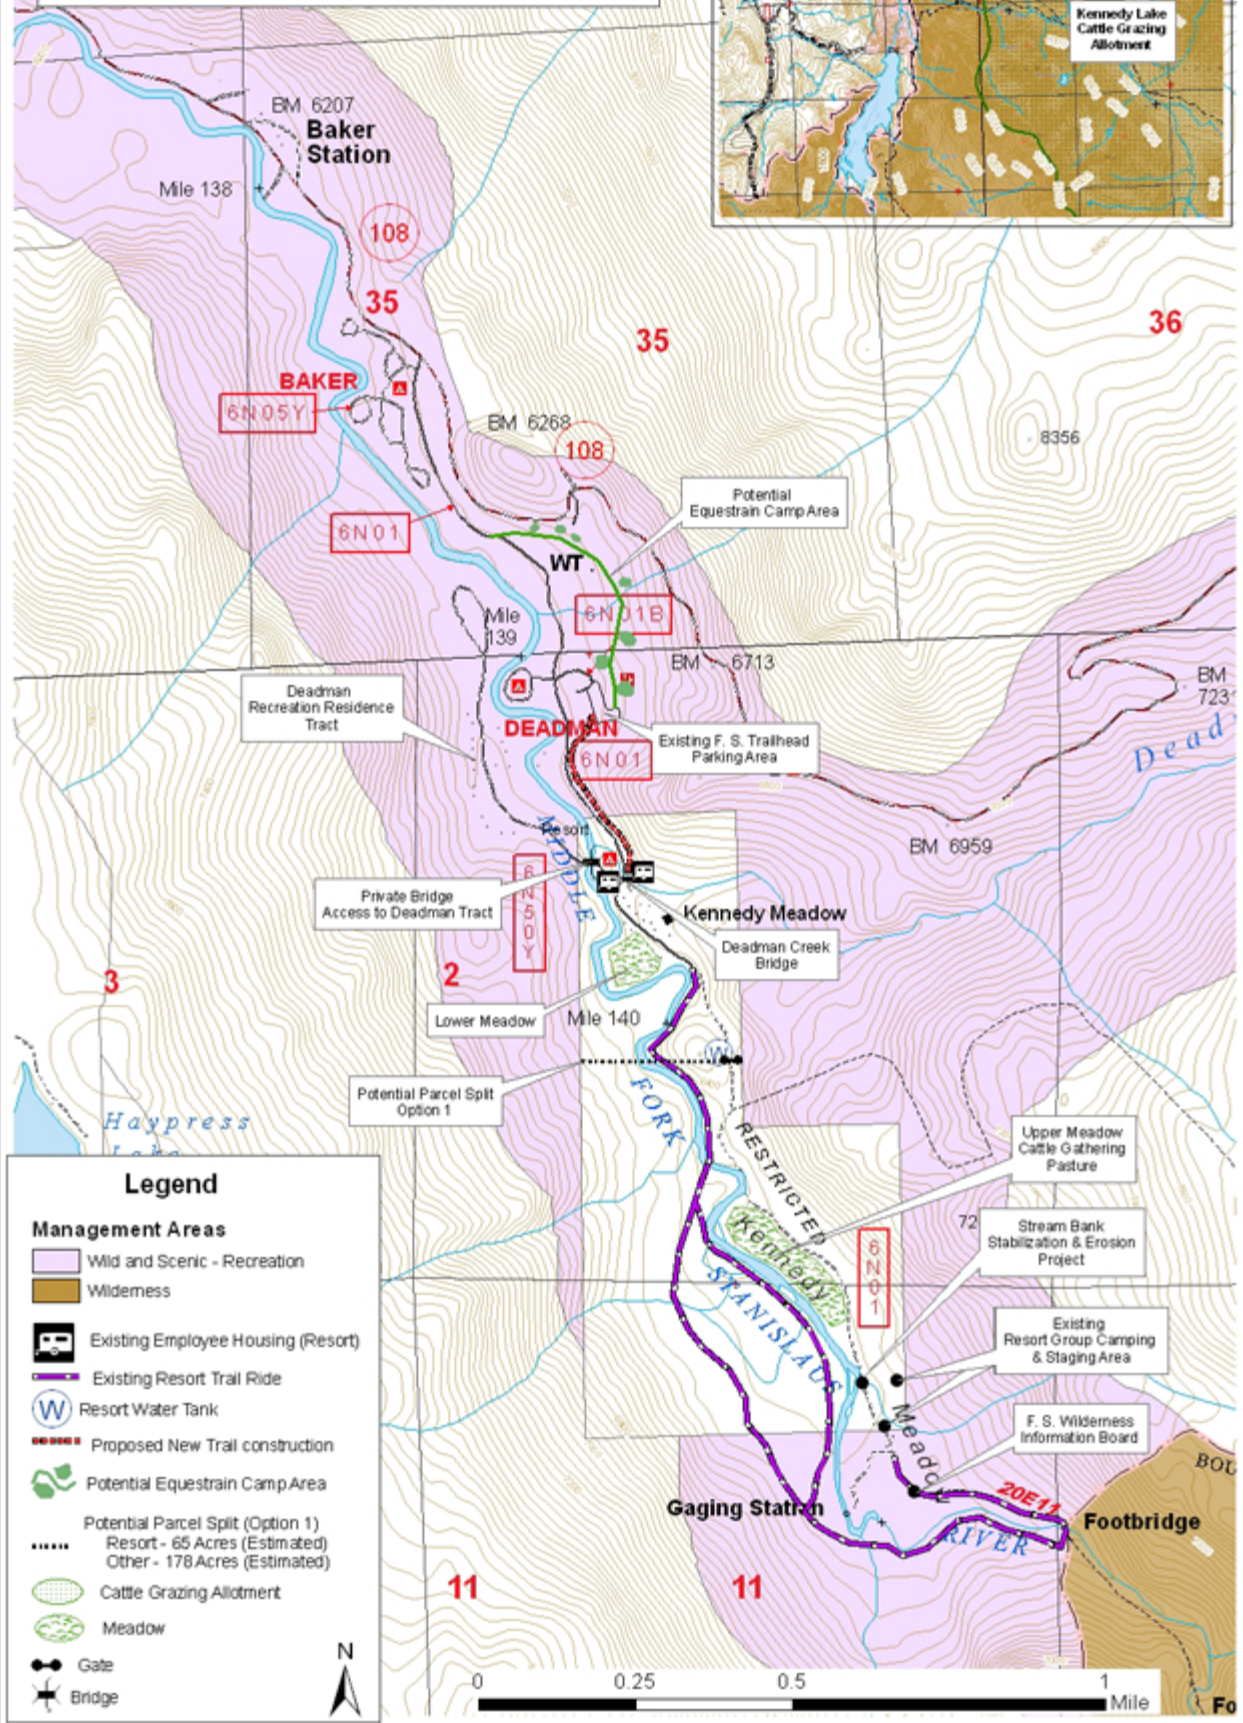 Kennedy Lake
Cattle Grazing
Allotment
BM 6207
Baker
Station
Mile 138
108
35
35
36
BAKER
6N05Y
BM 6268
108
8356
Potential
Equestrain Camp Area
6N01
WT
6N01B
Mile
139
BM 6713
BM
723
Deadman
Recreation Residence
Tract
DEADMAN
Existing F. S. Trailhead
Parking Area
6N01
Dead
Resort
BM 6959
MIDDLE
6N50Y
Private Bridge
Access to Deadman Tract
Kennedy Meadow
Deadman Creek
Bridge
3
2
Lower Meadow
Mile 140
W
Potential Parcel Split
Option 1
FORK
Haypress
Lake
RESTRICTED
Upper Meadow
Cattle Gathering
Pasture
Kennedy
72
Stream Bank
Stabilization & Erosion
Project
6N01
STANISLAUS
Existing
Resort Group Camping
& Staging Area
Meadow
F. S. Wilderness
Information Board
BOU
20E11
Gaging Station
Footbridge
RIVER
11
11
Legend
Management Areas
Wild and Scenic - Recreation
Wilderness
Existing Employee Housing (Resort)
Existing Resort Trail Ride
W Resort Water Tank
Proposed New Trail construction
Potential Equestrain Camp Area
Potential Parcel Split (Option 1)
Resort - 65 Acres (Estimated)
Other - 178 Acres (Estimated)
Cattle Grazing Allotment
Meadow
Gate
Bridge
N
0 0.25 0.5 1
Mile
Fo